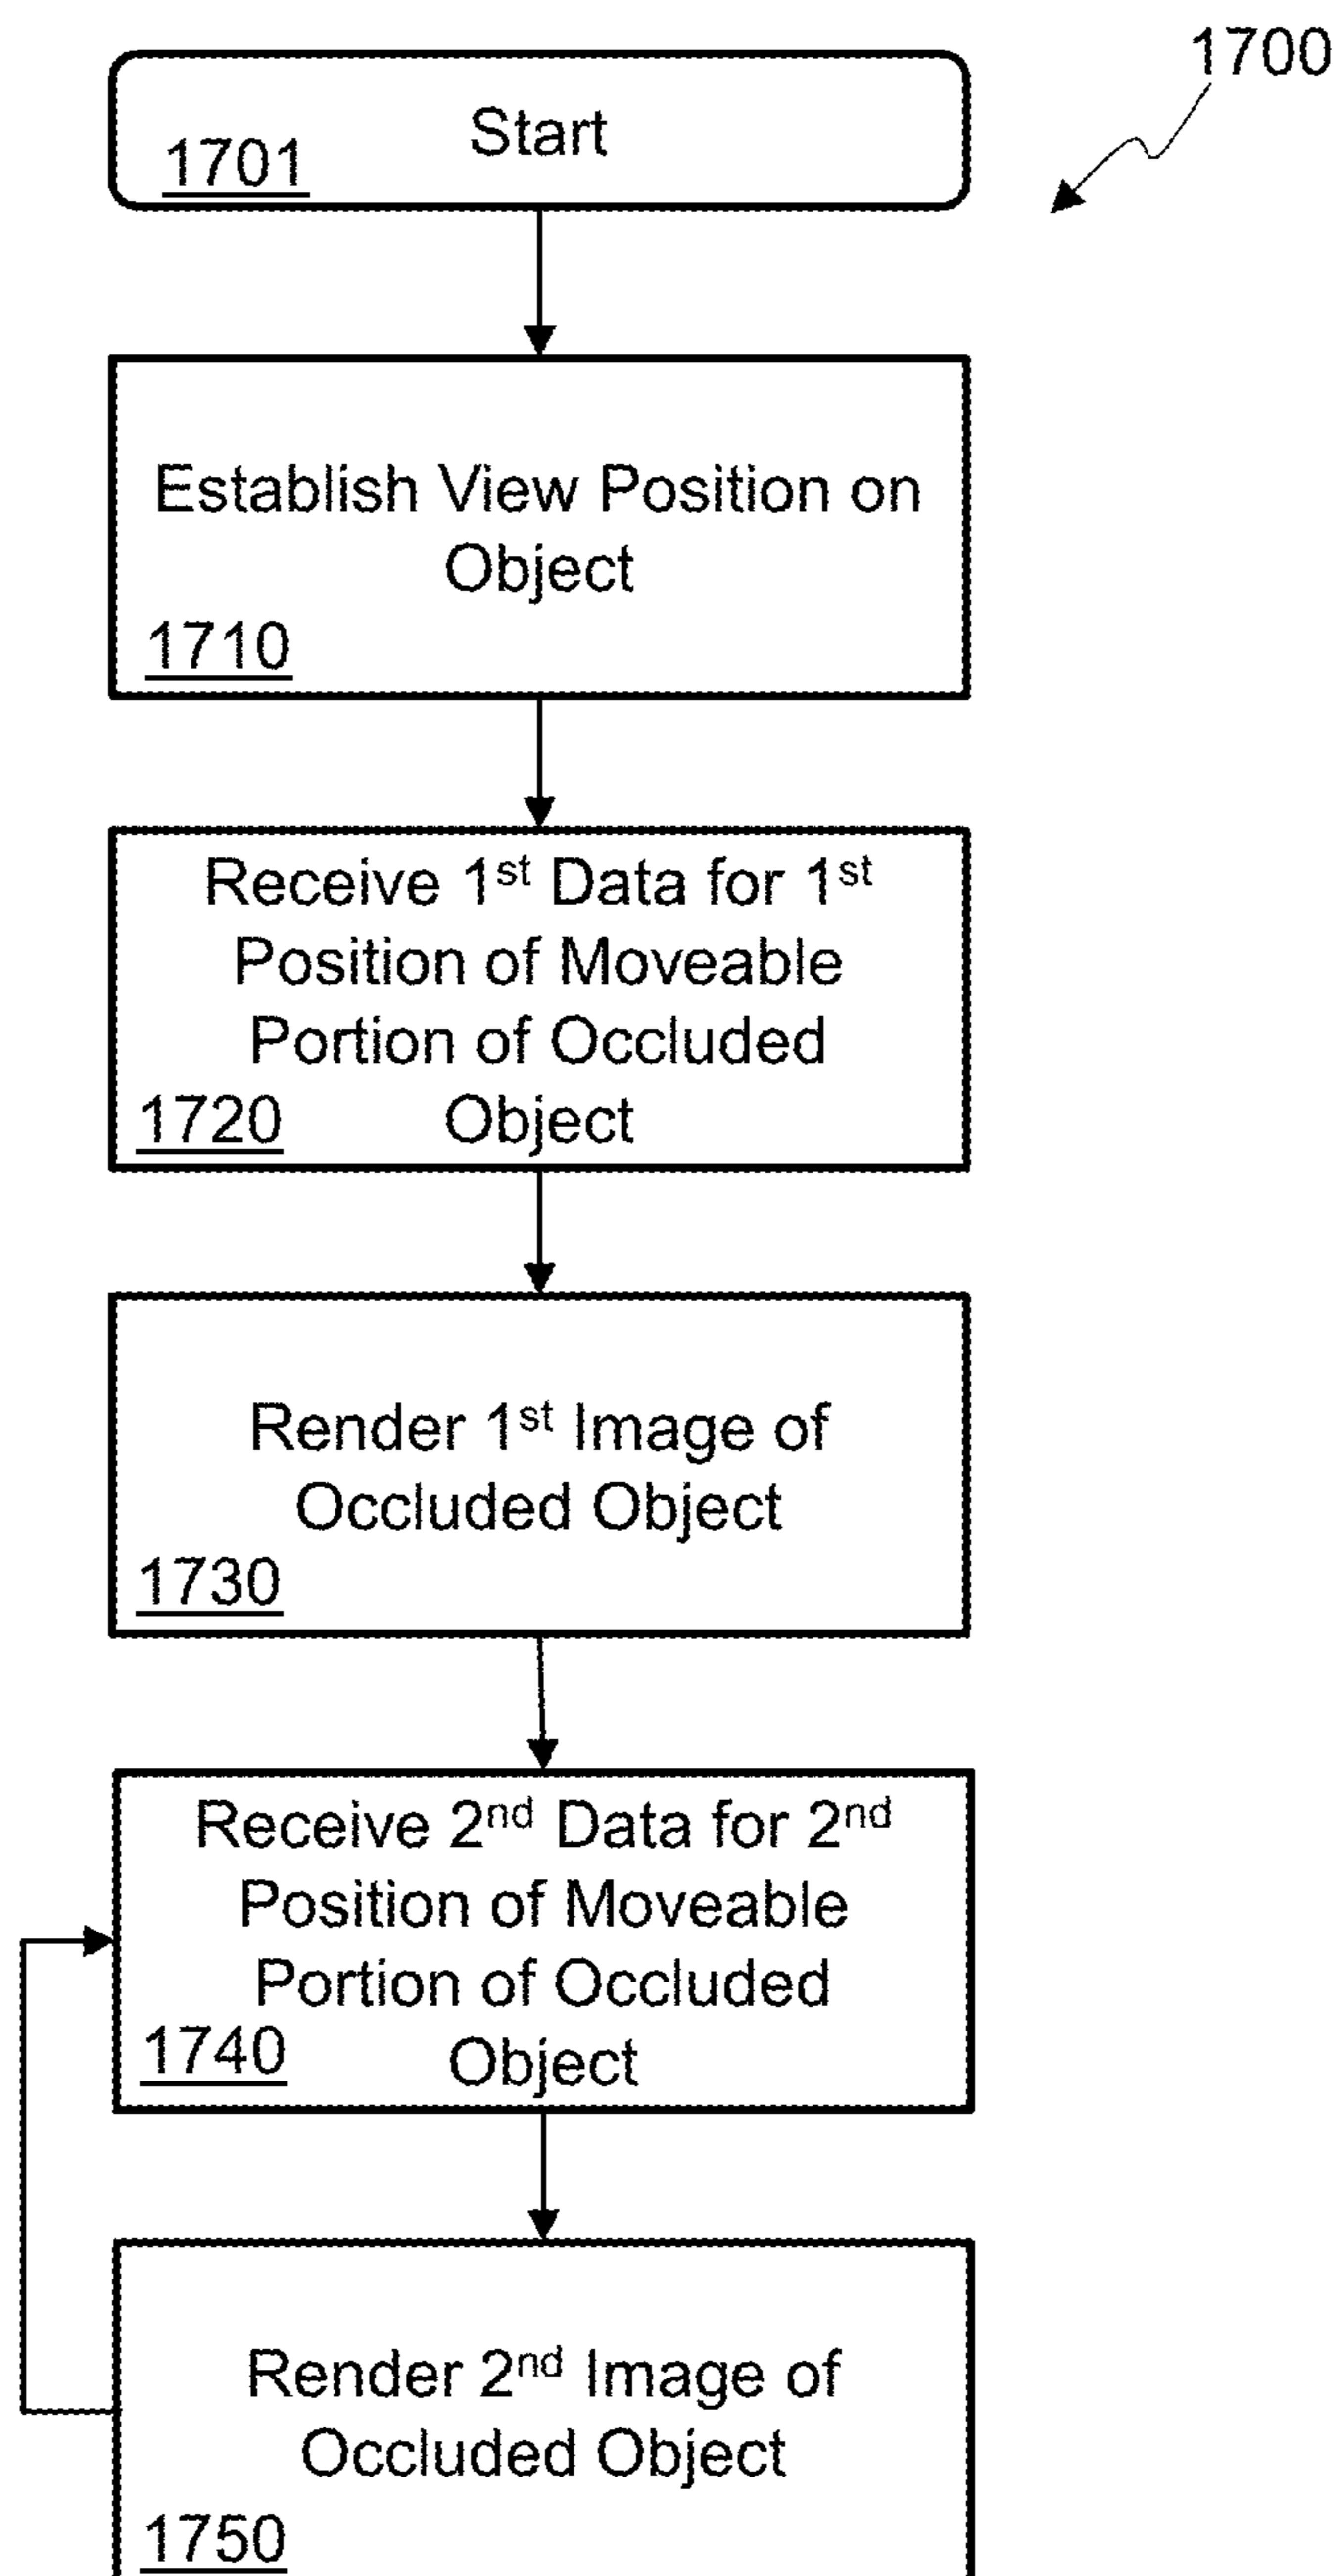 1700
Start
1701
Establish View Position on
Object
1710
Receive 1st Data for 1st
Position of Moveable
Portion of Occluded
Object
1720
Render 1st Image of
Occluded Object
1730
Receive 2nd Data for 2nd
Position of Moveable
Portion of Occluded
Object
1740
Render 2nd Image of
Occluded Object
1750